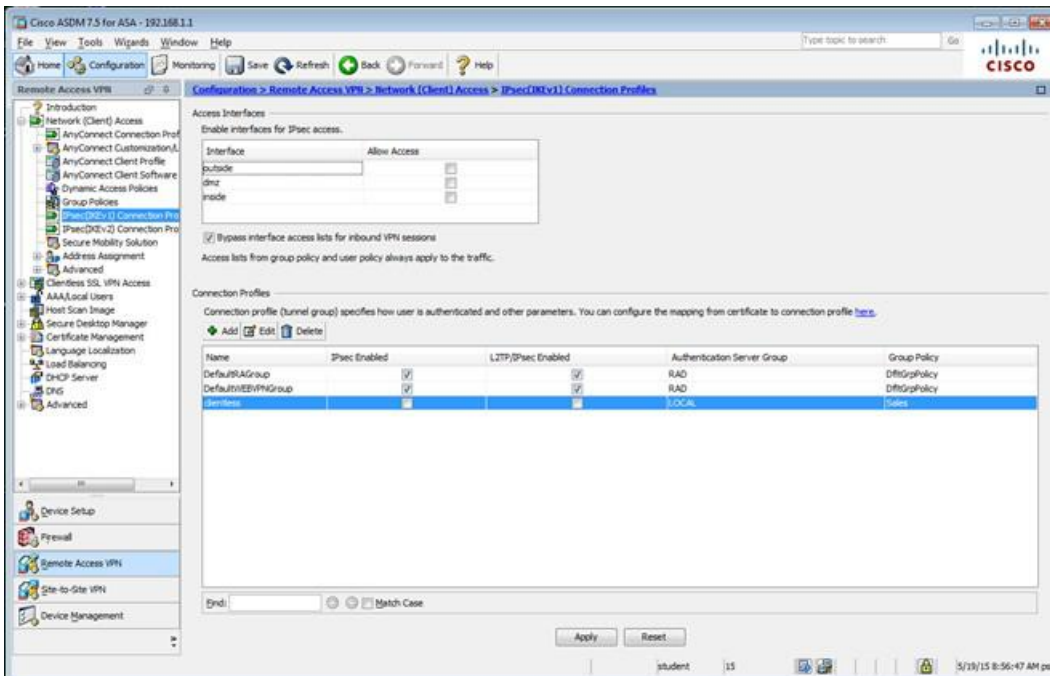 Cisco ASDM 7.5 for ASA - 192.168.1.1
File View Tools Wizards Window Help
Type topic to search Go
Home Configuration Monitoring Save Refresh Back Forward Help
CISCO
Remote Access VPN
Configuration > Remote Access VPN > Network (Client) Access > IPsec(IKEv1) Connection Profiles
Introduction
Network (Client) Access
AnyConnect Connection Prof
AnyConnect Customization/L
AnyConnect Client Profile
AnyConnect Client Software
Dynamic Access Policies
Group Policies
IPsec(IKEv1) Connection Pro
IPsec(IKEv2) Connection Pro
Secure Mobility Solution
Address Assignment
Advanced
Clientless SSL VPN Access
AAA/Local Users
Host Scan Image
Secure Desktop Manager
Certificate Management
Language Localization
Load Balancing
DHCP Server
DNS
Advanced
Device Setup
Firewall
Remote Access VPN
Site-to-Site VPN
Device Management
Access Interfaces
Enable interfaces for IPsec access.
Interface Allow Access
outside
dmz
inside
Bypass interface access lists for inbound VPN sessions
Access lists from group policy and user policy always apply to the traffic.
Connection Profiles
Connection profile (tunnel group) specifies how user is authenticated and other parameters. You can configure the mapping from certificate to connection profile here.
Add Edit Delete
Name IPsec Enabled L2TP/IPsec Enabled Authentication Server Group Group Policy
DefaultRAGroup RAD DfltGrpPolicy
DefaultWEBVPNGroup RAD DfltGrpPolicy
clientless LOCAL Sales
Find: Match Case
Apply Reset
student 15 5/19/15 8:56:47 AM